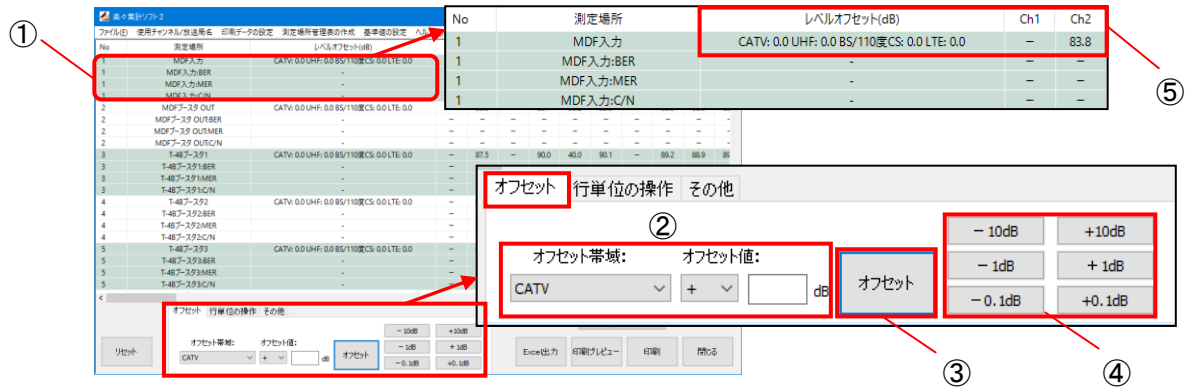 楽々集計ソフト2
ファイル(F) 使用チャンネル/放送局名 印刷データの設定 測定場所管理表の作成 基準値の設定 ヘル
No 測定場所 レベルオフセット(dB)
1 MDF入力 CATV: 0.0 UHF: 0.0 BS/110度CS: 0.0 LTE: 0.0
1 MDF入力:BER -
1 MDF入力:MER -
1 MDF入力:C/N -
2 MDFブースタ OUT CATV: 0.0 UHF: 0.0 BS/110度CS: 0.0 LTE: 0.0
2 MDFブースタ OUT:BER - − − − − − − − − −
2 MDFブースタ OUT:MER - − − − − − − − − −
2 MDFブースタ OUT:C/N - − − − − − − − − −
3 T-4Bブースタ1 CATV: 0.0 UHF: 0.0 BS/110度CS: 0.0 LTE: 0.0 − 87.5 − 90.0 40.0 90.1 − 89.2 88.9
3 T-4Bブースタ1:BER -
3 T-4Bブースタ1:MER -
3 T-4Bブースタ1:C/N -
4 T-4Bブースタ2 CATV: 0.0 UHF: 0.0 BS/110度CS: 0.0 LTE: 0.0 −
4 T-4Bブースタ2:BER - −
4 T-4Bブースタ2:MER - −
4 T-4Bブースタ2:C/N - −
5 T-4Bブースタ3 CATV: 0.0 UHF: 0.0 BS/110度CS: 0.0 LTE: 0.0 −
5 T-4Bブースタ3:BER - −
5 T-4Bブースタ3:MER -
5 T-4Bブースタ3:C/N - −
オフセット 行単位の操作 その他
オフセット帯域: オフセット値:
CATV + dB オフセット
−10dB +10dB
−1dB +1dB
−0.1dB +0.1dB
リセット Excel出力 印刷プレビュー 印刷 閉じる
①
No 測定場所 レベルオフセット(dB) Ch1 Ch2
1 MDF入力 CATV: 0.0 UHF: 0.0 BS/110度CS: 0.0 LTE: 0.0 − 83.8
1 MDF入力:BER - − −
1 MDF入力:MER - − −
1 MDF入力:C/N - − −
⑤
オフセット 行単位の操作 その他
②
オフセット帯域: オフセット値:
CATV + dB オフセット
−10dB +10dB
−1dB +1dB
−0.1dB +0.1dB
③ ④